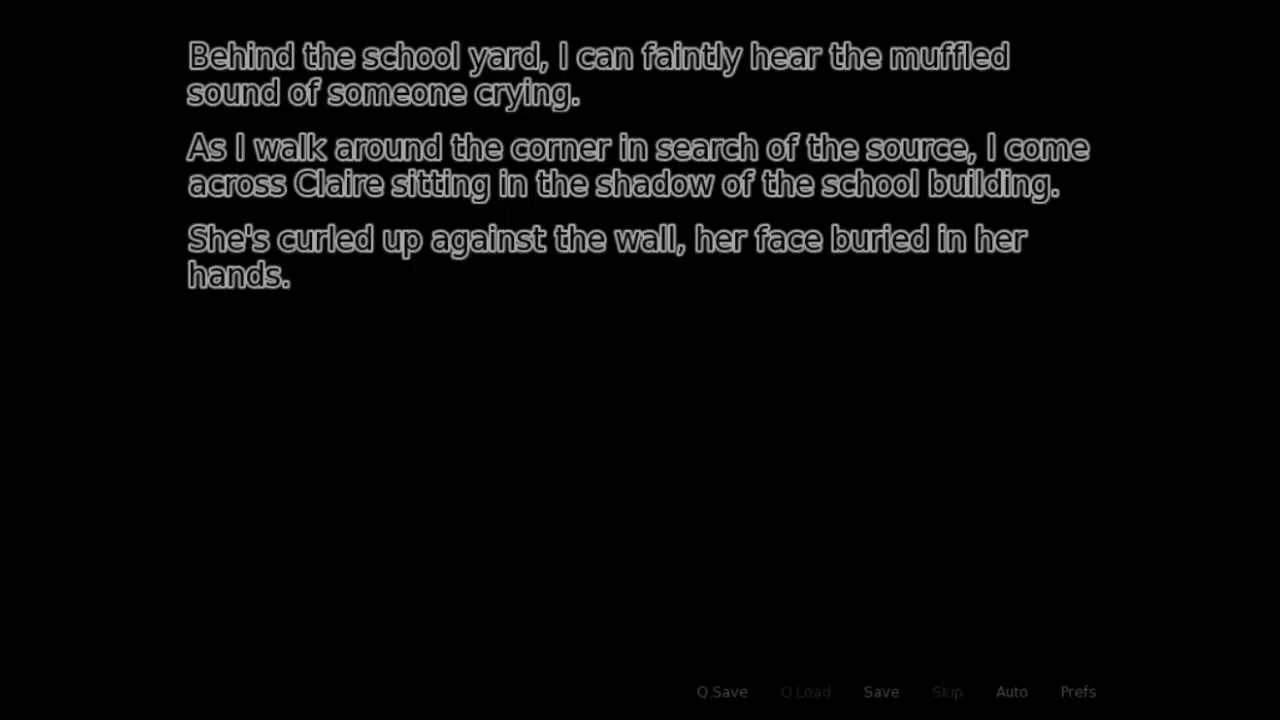 Behind the school yard, I can faintly hear the muffled
sound of someone crying.
As I walk around the corner in search of the source, I come
across Claire sitting in the shadow of the school building.
She's curled up against the wall, her face buried in her
hands.
Q.Save Q.Load Save Skip Auto Prefs